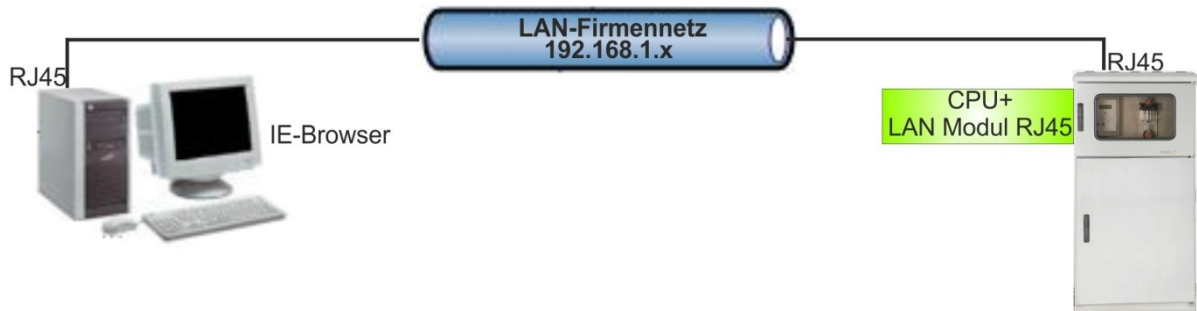 LAN-Firmennetz
192.168.1.x
RJ45
RJ45
IE-Browser
CPU+
LAN Modul RJ45